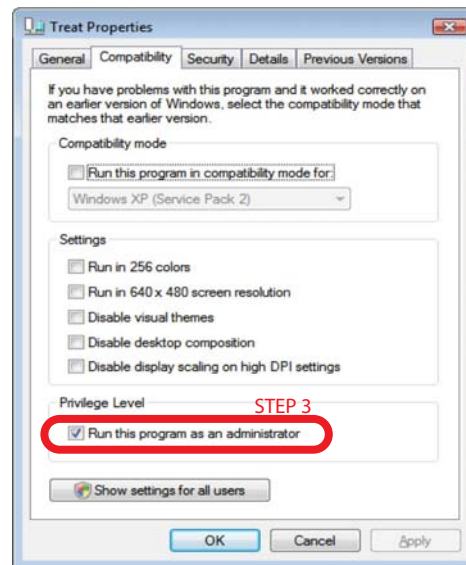 Treat Properties
General Compatibility Security Details Previous Versions
If you have problems with this program and it worked correctly on
an earlier version of Windows, select the compatibility mode that
matches that earlier version.
Compatibility mode
Run this program in compatibility mode for:
Windows XP (Service Pack 2)
Settings
Run in 256 colors
Run in 640 x 480 screen resolution
Disable visual themes
Disable desktop composition
Disable display scaling on high DPI settings
Privilege Level
STEP 3
Run this program as an administrator
Show settings for all users
OK Cancel Apply